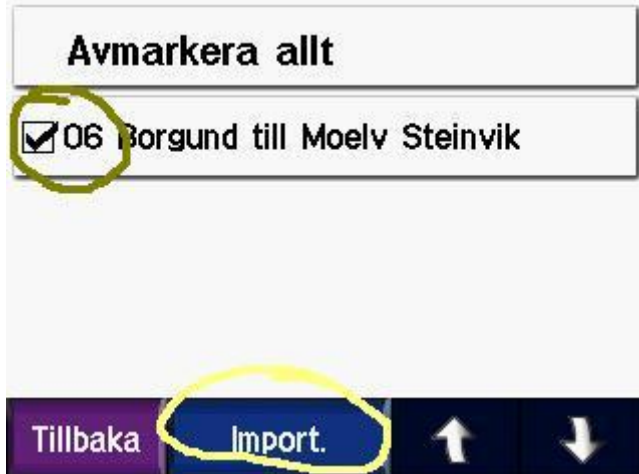 Avmarkera allt
06 Borgund till Moelv Steinvik
Tillbaka Import.